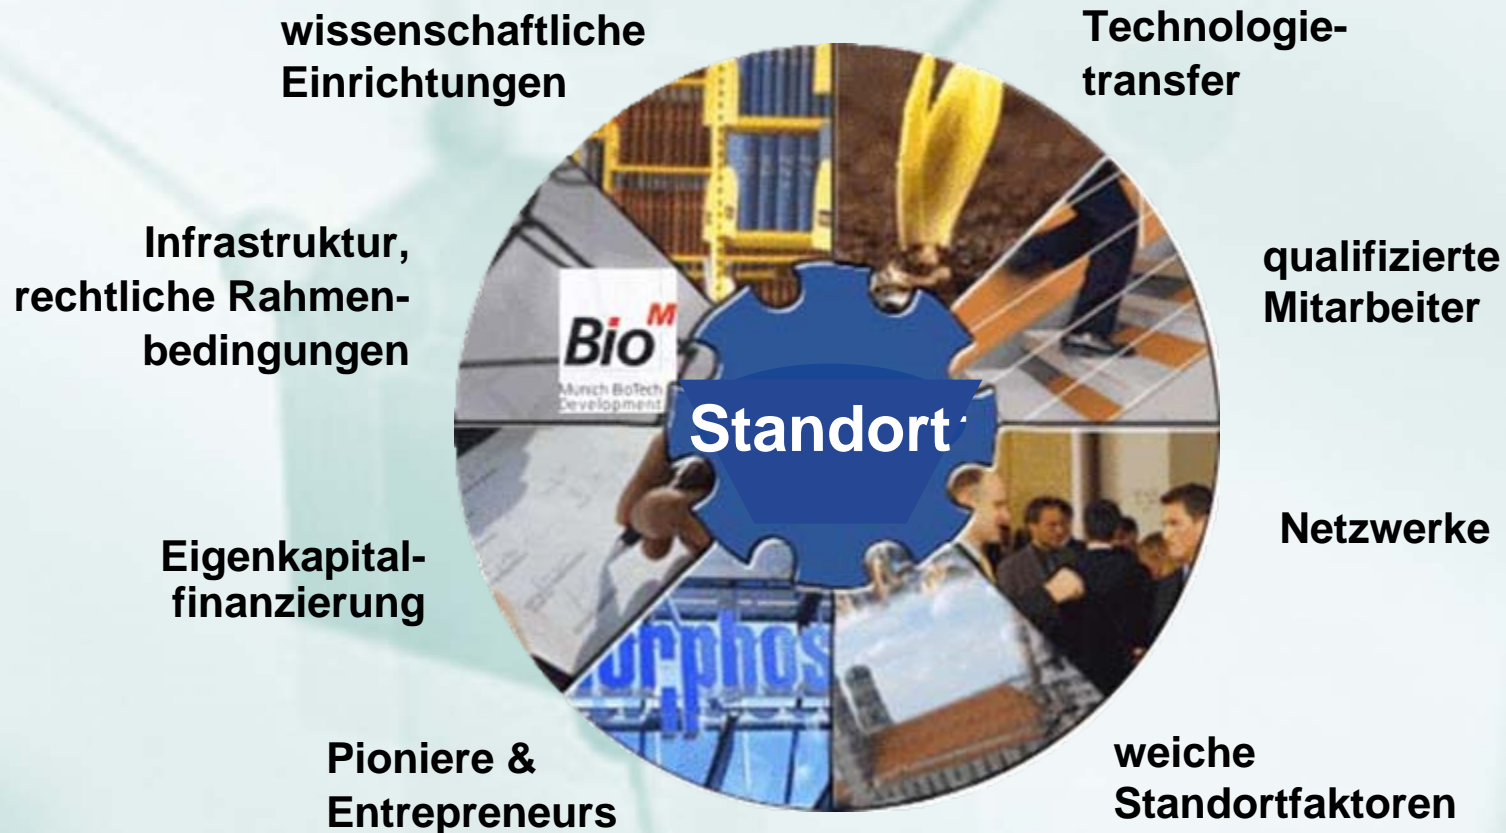 wissenschaftliche
Einrichtungen
Technologie-
transfer
Infrastruktur,
rechtliche Rahmen-
bedingungen
qualifizierte
Mitarbeiter
BioM
Munich BioTech
Development
Standort
Netzwerke
Eigenkapital-
finanzierung
orphos
Pioniere &
Entrepreneurs
weiche
Standortfaktoren